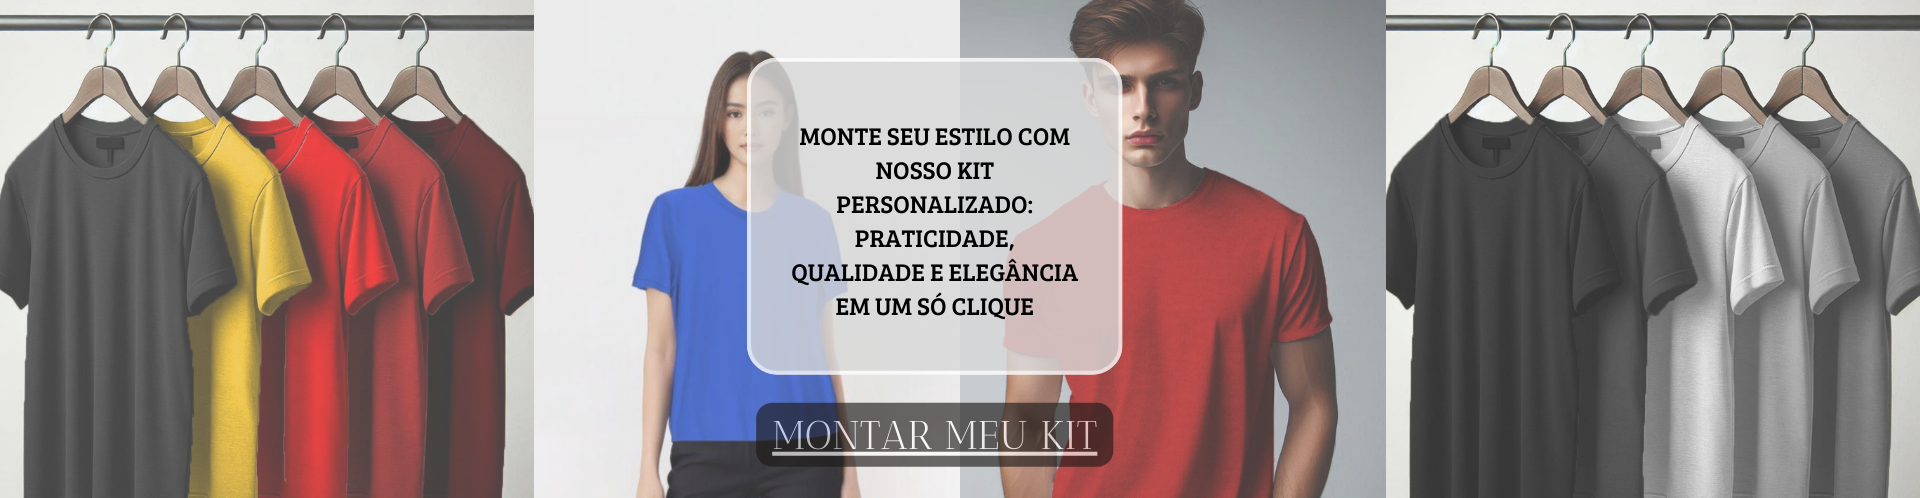 MONTE SEU ESTILO COM
NOSSO KIT
PERSONALIZADO:
PRATICIDADE,
QUALIDADE E ELEGÂNCIA
EM UM SÓ CLIQUE
MONTAR MEU KIT